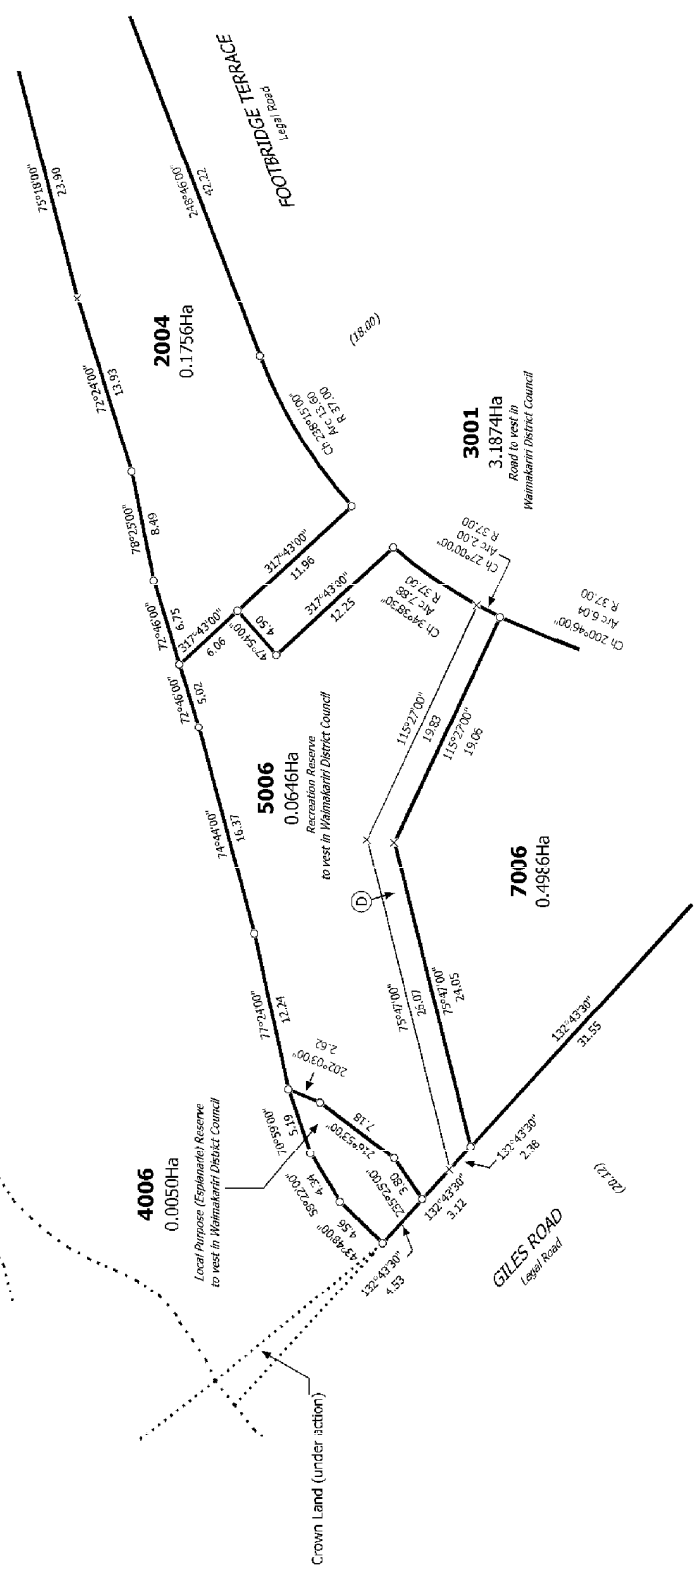 FOOTBRIDGE TERRACE
Legal Road
75°18'00"
23.90
248°46'00"
42.22
2004
0.1756Ha
72°24'00"
13.93
(18.00)
Ch 238°15'00"
Arc 13.60
R 37.00
3001
3.1874Ha
Road to vest in
Waimakariri District Council
78°25'00"
8.49
317°43'00"
11.96
Ch 27°00'00"
Arc 2.00
R 37.00
72°46'00"
6.75
317°43'00"
6.06
47°54'00"
4.50
317°43'00"
12.25
Ch 34°38'30"
Arc 7.88
R 37.00
Ch 200°46'00"
Arc 6.04
R 37.00
72°46'00"
5.02
5006
0.0646Ha
Recreation Reserve
to vest in Waimakariri District Council
115°27'00"
19.83
115°27'00"
19.06
74°44'00"
16.37
D
7006
0.4986Ha
75°47'00"
26.07
75°47'00"
24.05
77°24'00"
12.24
132°43'30"
31.55
202°03'00"
2.62
4006
0.0050Ha
Local Purpose (Esplanade) Reserve
to vest in Waimakariri District Council
70°59'00"
5.19
7.18
4.34
43°48'00"
4.56
235°25'00"
3.80
132°43'30"
3.12
132°43'30"
2.38
132°43'30"
4.53
(20.12)
GILES ROAD
Legal Road
Crown Land (under action)